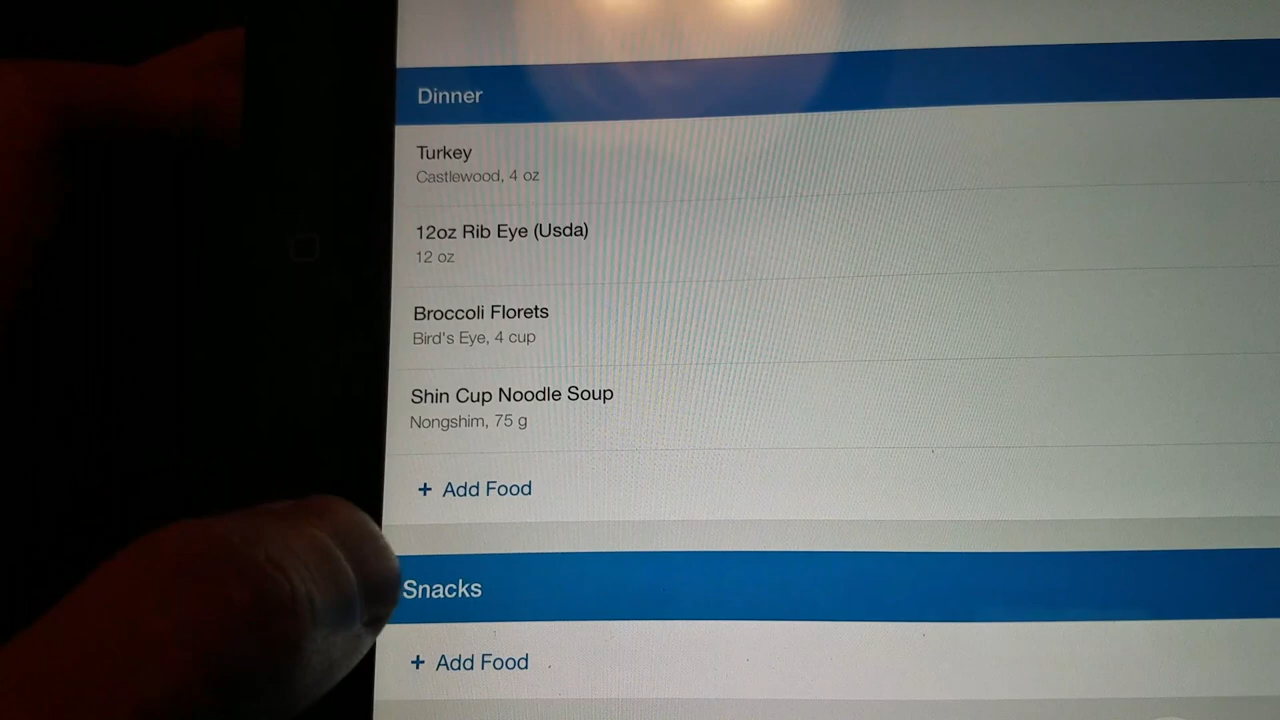 Dinner
Turkey
Castlewood, 4 oz
12oz Rib Eye (Usda)
12 oz
Broccoli Florets
Bird's Eye, 4 cup
Shin Cup Noodle Soup
Nongshim, 75 g
+ Add Food
Snacks
+ Add Food